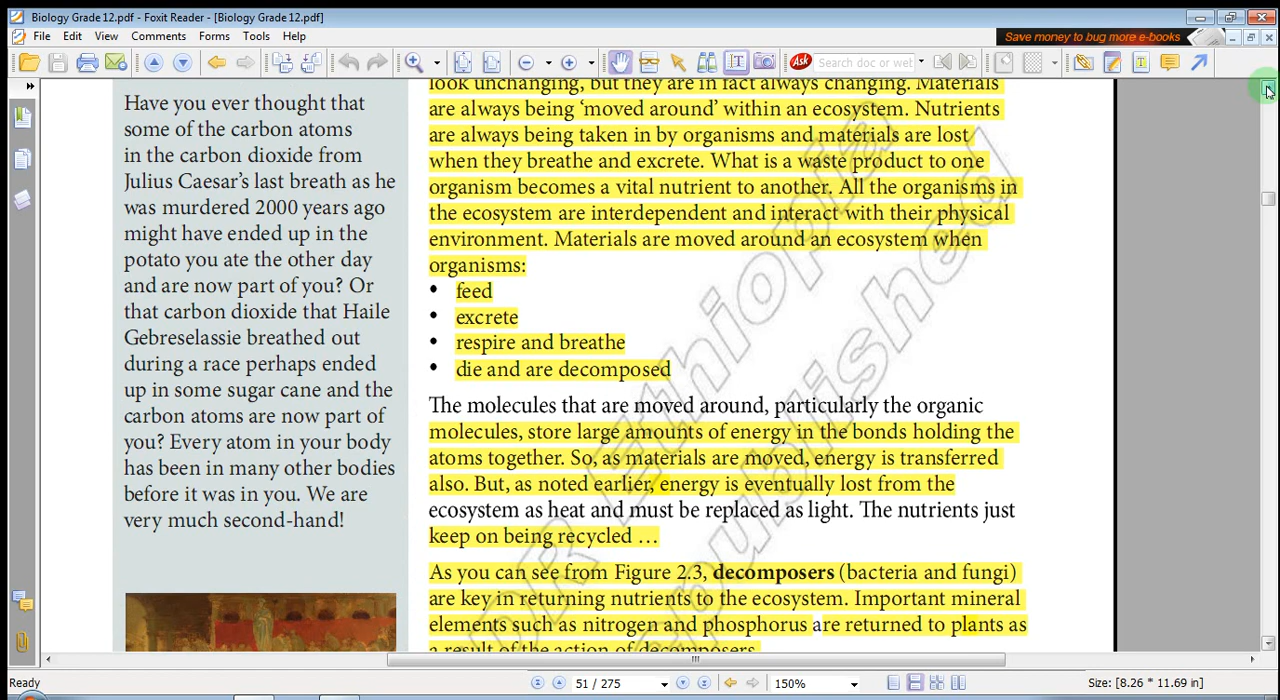 Biology Grade 12.pdf - Foxit Reader - [Biology Grade 12.pdf]
File Edit View Comments Forms Tools Help
Save money to bug more e-books
Ask Search doc or wel
Have you ever thought that
some of the carbon atoms
in the carbon dioxide from
Julius Caesar's last breath as he
was murdered 2000 years ago
might have ended up in the
potato you ate the other day
and are now part of you? Or
that carbon dioxide that Haile
Gebreselassie breathed out
during a race perhaps ended
up in some sugar cane and the
carbon atoms are now part of
you? Every atom in your body
has been in many other bodies
before it was in you. We are
very much second-hand!
look unchanging, but they are in fact always changing. Materials
are always being 'moved around' within an ecosystem. Nutrients
are always being taken in by organisms and materials are lost
when they breathe and excrete. What is a waste product to one
organism becomes a vital nutrient to another. All the organisms in
the ecosystem are interdependent and interact with their physical
environment. Materials are moved around an ecosystem when
organisms:
• feed
• excrete
• respire and breathe
• die and are decomposed
The molecules that are moved around, particularly the organic
molecules, store large amounts of energy in the bonds holding the
atoms together. So, as materials are moved, energy is transferred
also. But, as noted earlier, energy is eventually lost from the
ecosystem as heat and must be replaced as light. The nutrients just
keep on being recycled …
As you can see from Figure 2.3, decomposers (bacteria and fungi)
are key in returning nutrients to the ecosystem. Important mineral
elements such as nitrogen and phosphorus are returned to plants as
a result of the action of decomposers.
DR Ethiopia
published
Ready
51 / 275
150%
Size: [8.26 * 11.69 in]